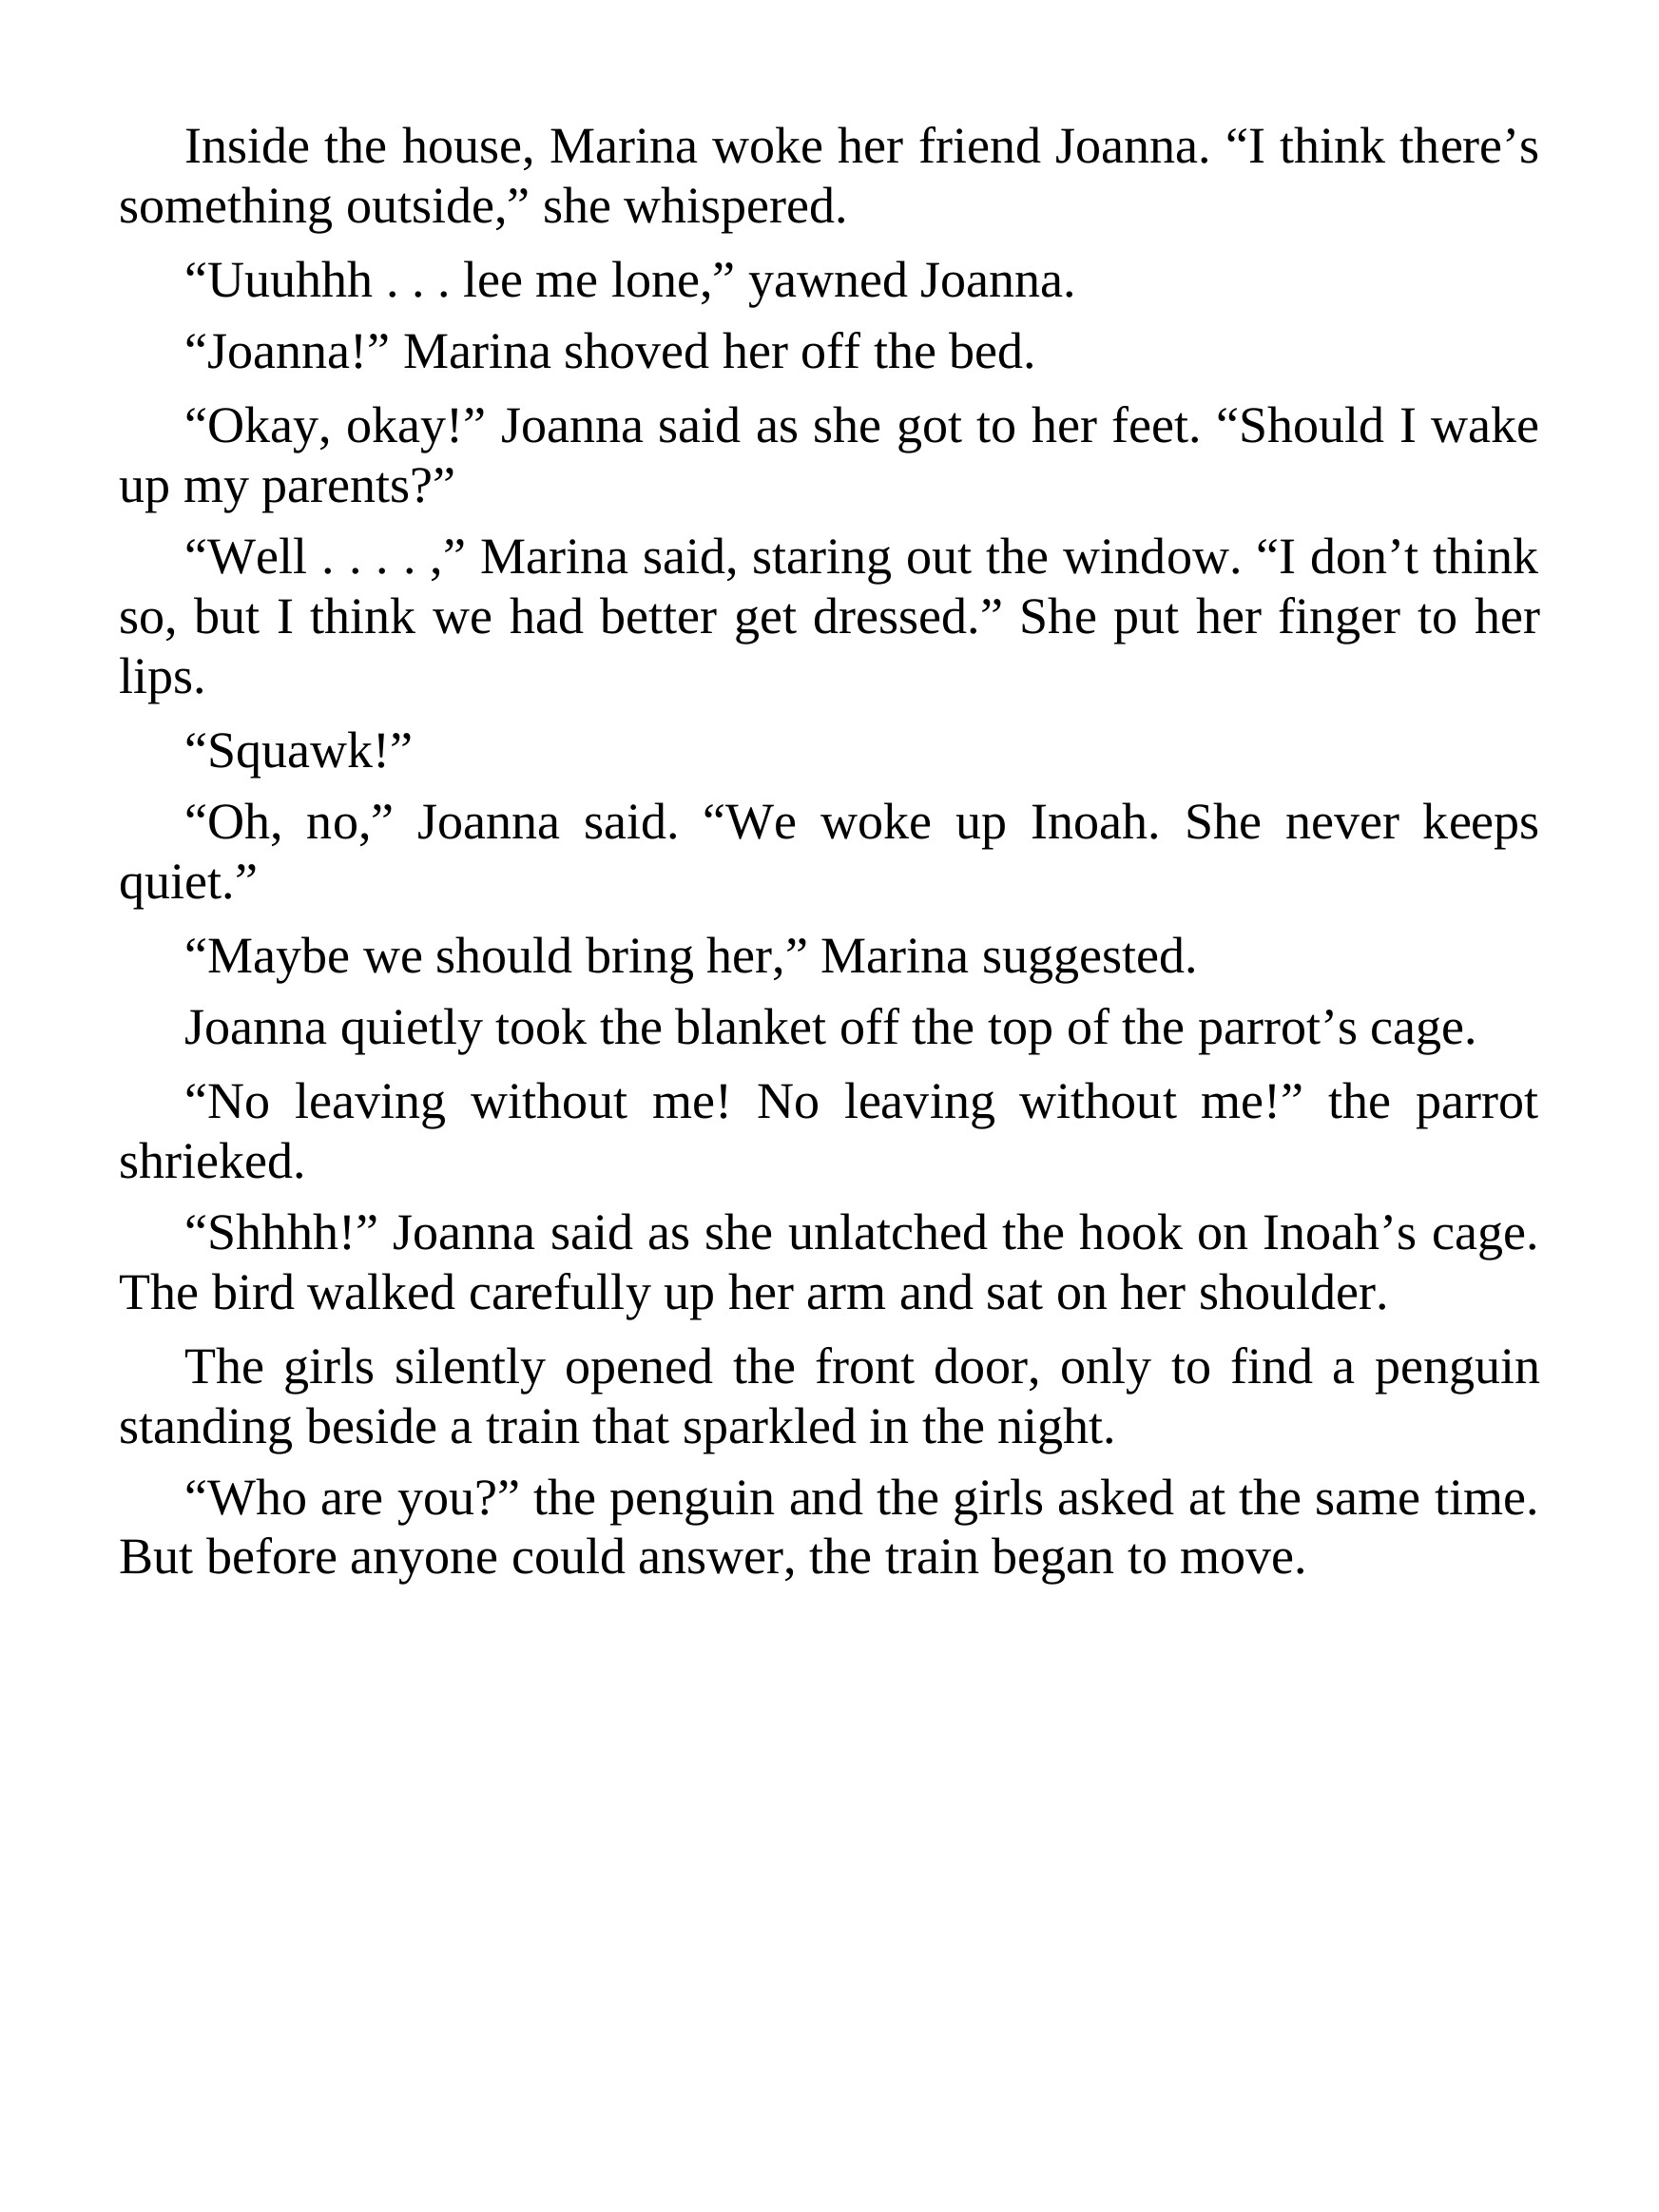 Inside the house, Marina woke her friend Joanna. “I think there’s
something outside,” she whispered.
“Uuuhhh . . . lee me lone,” yawned Joanna.
“Joanna!” Marina shoved her off the bed.
“Okay, okay!” Joanna said as she got to her feet. “Should I wake
up my parents?”
“Well . . . . ,” Marina said, staring out the window. “I don’t think
so, but I think we had better get dressed.” She put her finger to her
lips.
“Squawk!”
“Oh, no,” Joanna said. “We woke up Inoah. She never keeps
quiet.”
“Maybe we should bring her,” Marina suggested.
Joanna quietly took the blanket off the top of the parrot’s cage.
“No leaving without me! No leaving without me!” the parrot
shrieked.
“Shhhh!” Joanna said as she unlatched the hook on Inoah’s cage.
The bird walked carefully up her arm and sat on her shoulder.
The girls silently opened the front door, only to find a penguin
standing beside a train that sparkled in the night.
“Who are you?” the penguin and the girls asked at the same time.
But before anyone could answer, the train began to move.